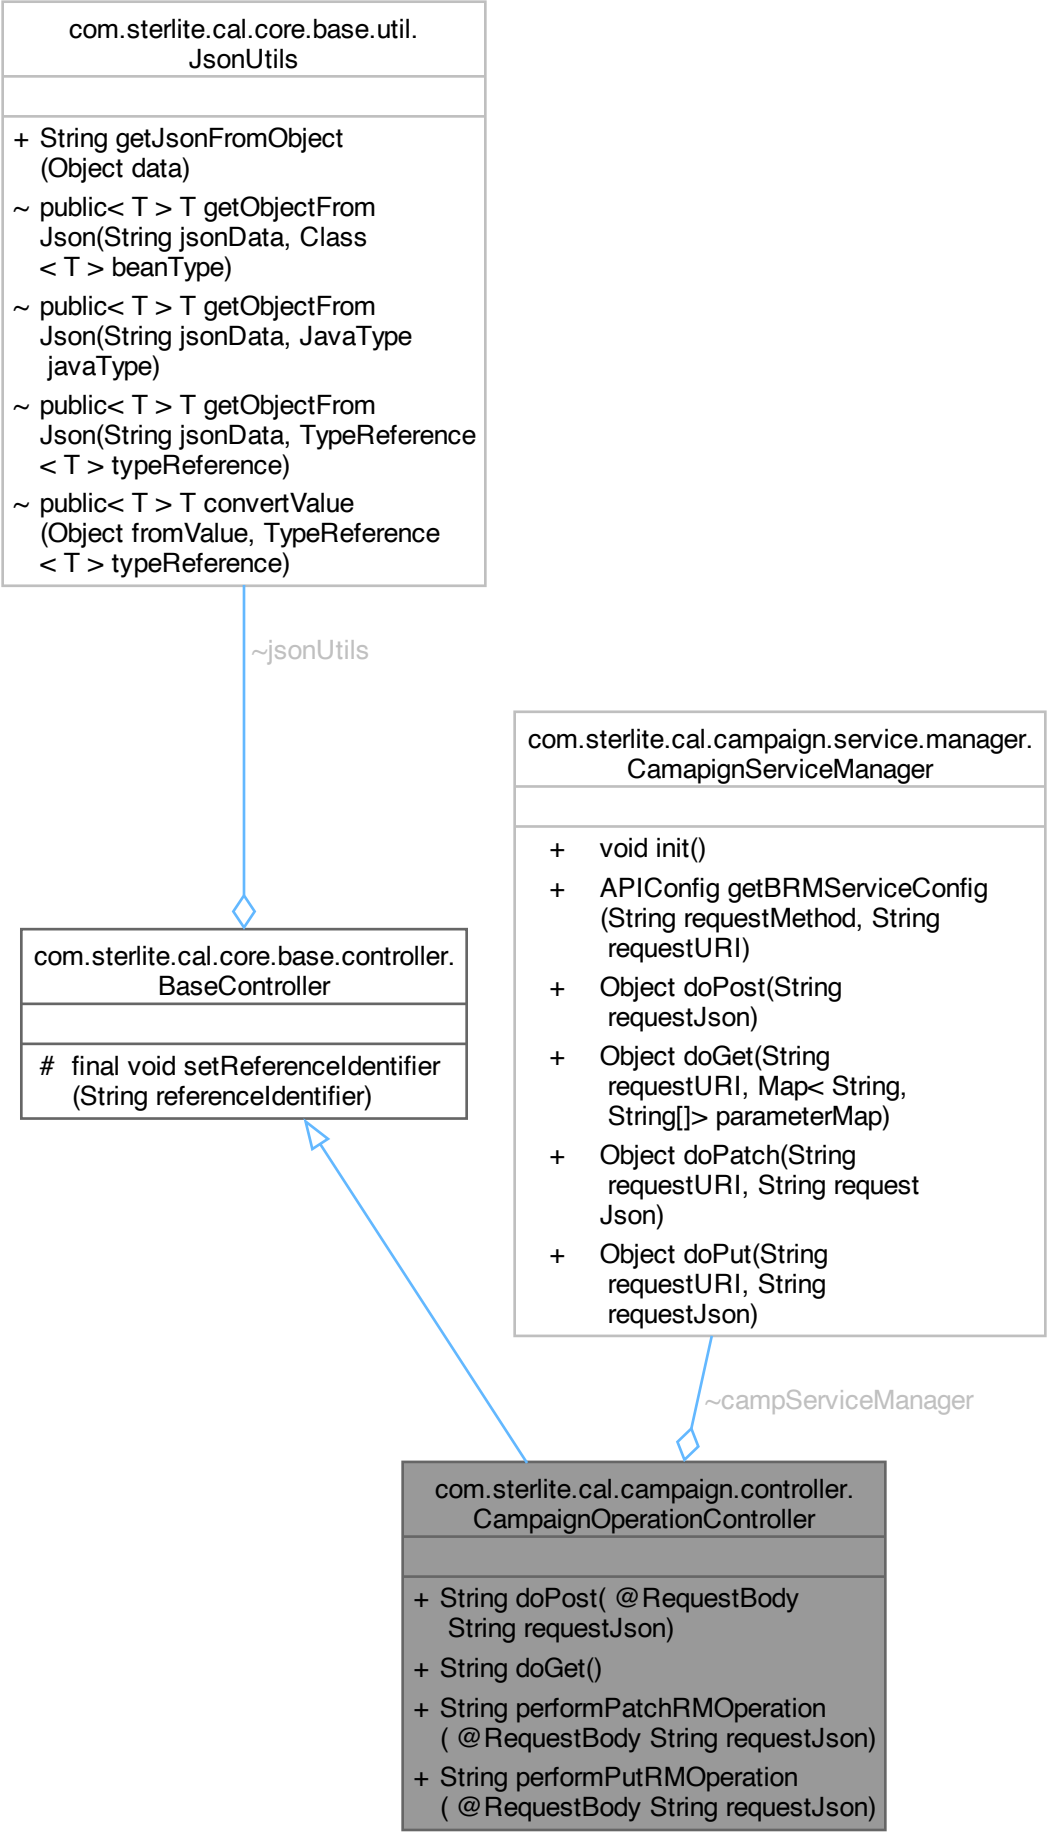 com.sterlite.cal.core.base.util.
JsonUtils
+ String getJsonFromObject
(Object data)
~ public< T > T getObjectFrom
Json(String jsonData, Class
< T > beanType)
~ public< T > T getObjectFrom
Json(String jsonData, JavaType
javaType)
~ public< T > T getObjectFrom
Json(String jsonData, TypeReference
< T > typeReference)
~ public< T > T convertValue
(Object fromValue, TypeReference
< T > typeReference)
~jsonUtils
com.sterlite.cal.campaign.service.manager.
CamapignServiceManager
+ void init()
+ APIConfig getBRMServiceConfig
(String requestMethod, String
requestURI)
+ Object doPost(String
requestJson)
+ Object doGet(String
requestURI, Map< String,
String[]> parameterMap)
+ Object doPatch(String
requestURI, String request
Json)
+ Object doPut(String
requestURI, String
requestJson)
com.sterlite.cal.core.base.controller.
BaseController
# final void setReferenceIdentifier
(String referenceIdentifier)
~campServiceManager
com.sterlite.cal.campaign.controller.
CampaignOperationController
+ String doPost( @RequestBody
String requestJson)
+ String doGet()
+ String performPatchRMOperation
( @RequestBody String requestJson)
+ String performPutRMOperation
( @RequestBody String requestJson)